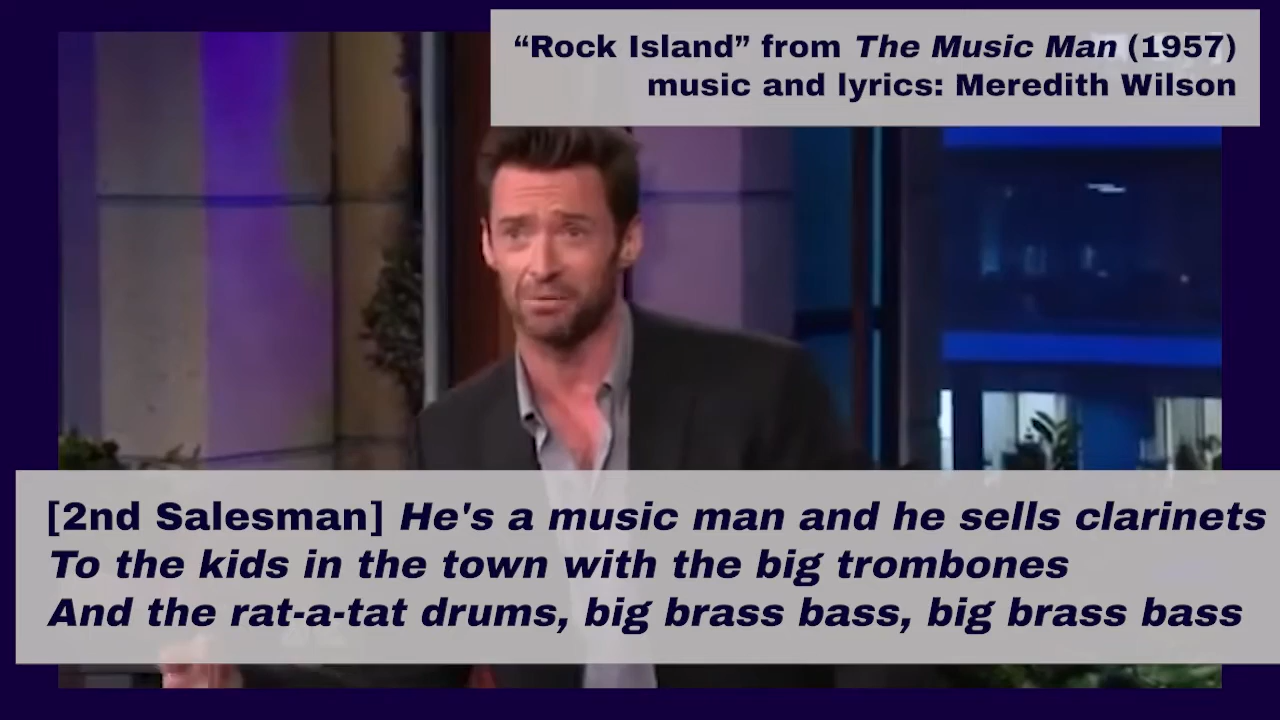 “Rock Island” from The Music Man (1957)
music and lyrics: Meredith Wilson
[2nd Salesman] He's a music man and he sells clarinets
To the kids in the town with the big trombones
And the rat-a-tat drums, big brass bass, big brass bass